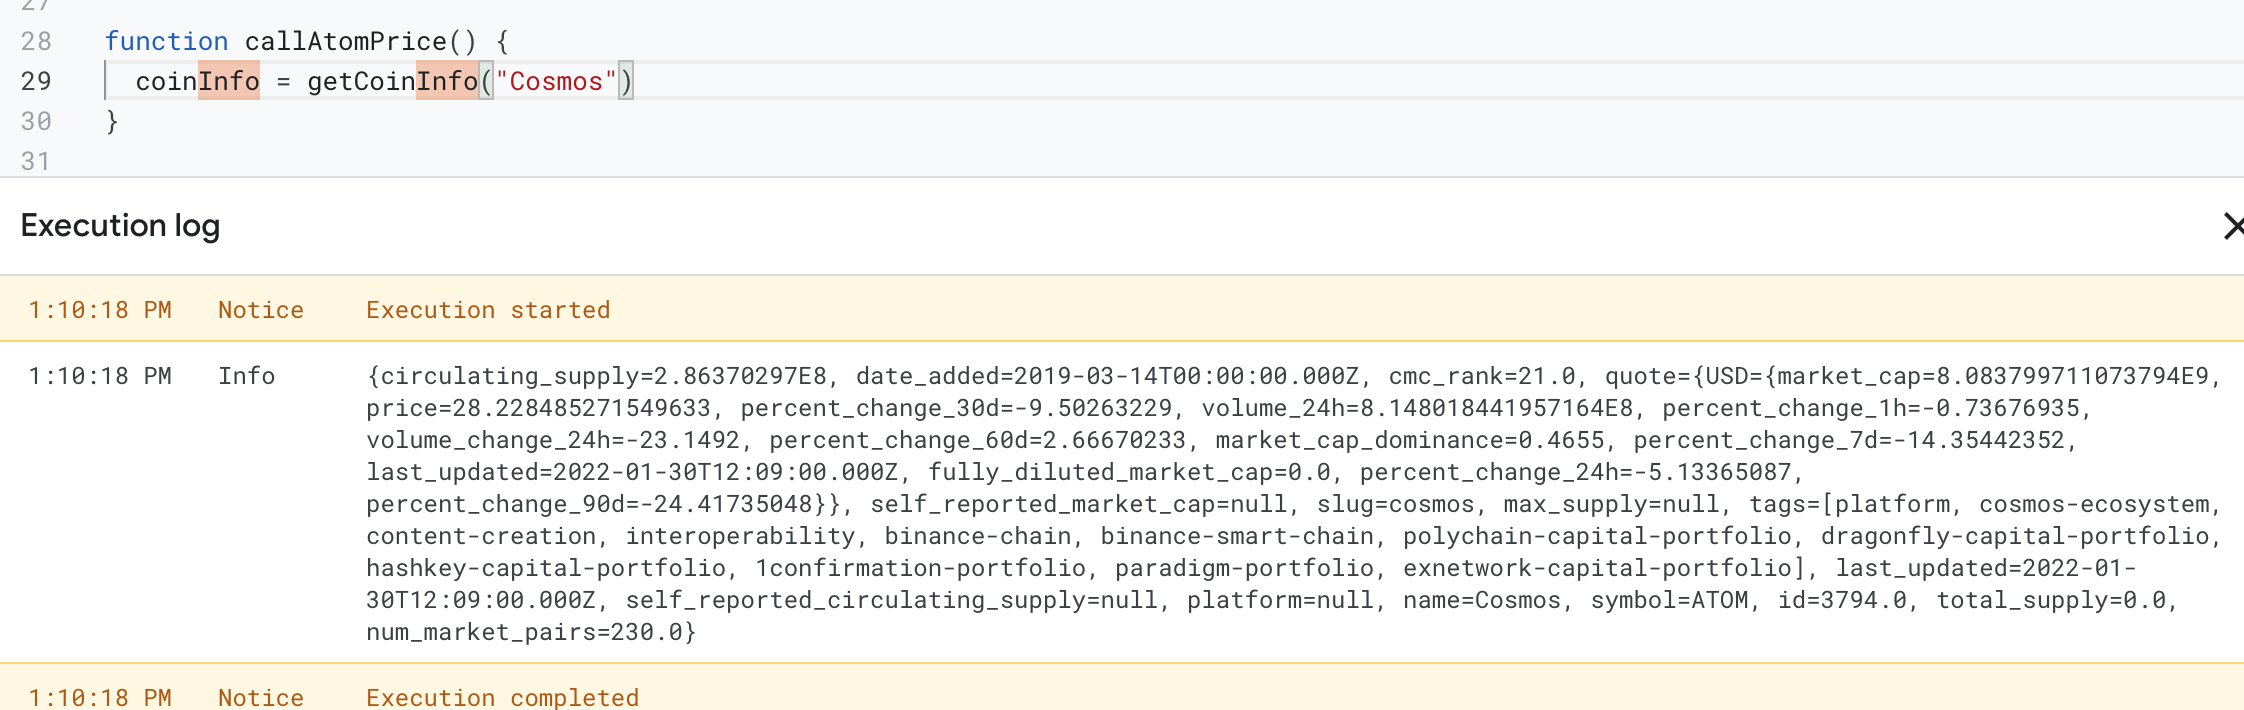 27
28 function callAtomPrice() {
29 coinInfo = getCoinInfo("Cosmos")
30 }
31
Execution log
1:10:18 PM Notice Execution started
1:10:18 PM Info {circulating_supply=2.86370297E8, date_added=2019-03-14T00:00:00.000Z, cmc_rank=21.0, quote={USD={market_cap=8.083799711073794E9,
price=28.228485271549633, percent_change_30d=-9.50263229, volume_24h=8.148018441957164E8, percent_change_1h=-0.73676935,
volume_change_24h=-23.1492, percent_change_60d=2.66670233, market_cap_dominance=0.4655, percent_change_7d=-14.35442352,
last_updated=2022-01-30T12:09:00.000Z, fully_diluted_market_cap=0.0, percent_change_24h=-5.13365087,
percent_change_90d=-24.41735048}}, self_reported_market_cap=null, slug=cosmos, max_supply=null, tags=[platform, cosmos-ecosystem,
content-creation, interoperability, binance-chain, binance-smart-chain, polychain-capital-portfolio, dragonfly-capital-portfolio,
hashkey-capital-portfolio, 1confirmation-portfolio, paradigm-portfolio, exnetwork-capital-portfolio], last_updated=2022-01-
30T12:09:00.000Z, self_reported_circulating_supply=null, platform=null, name=Cosmos, symbol=ATOM, id=3794.0, total_supply=0.0,
num_market_pairs=230.0}
1:10:18 PM Notice Execution completed